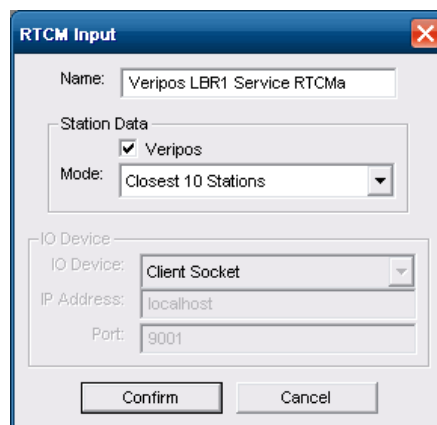 RTCM Input
Name: Veripos LBR1 Service RTCMa
Station Data
Veripos
Mode: Closest 10 Stations
IO Device
IO Device: Client Socket
IP Address: localhost
Port: 9001
Confirm Cancel